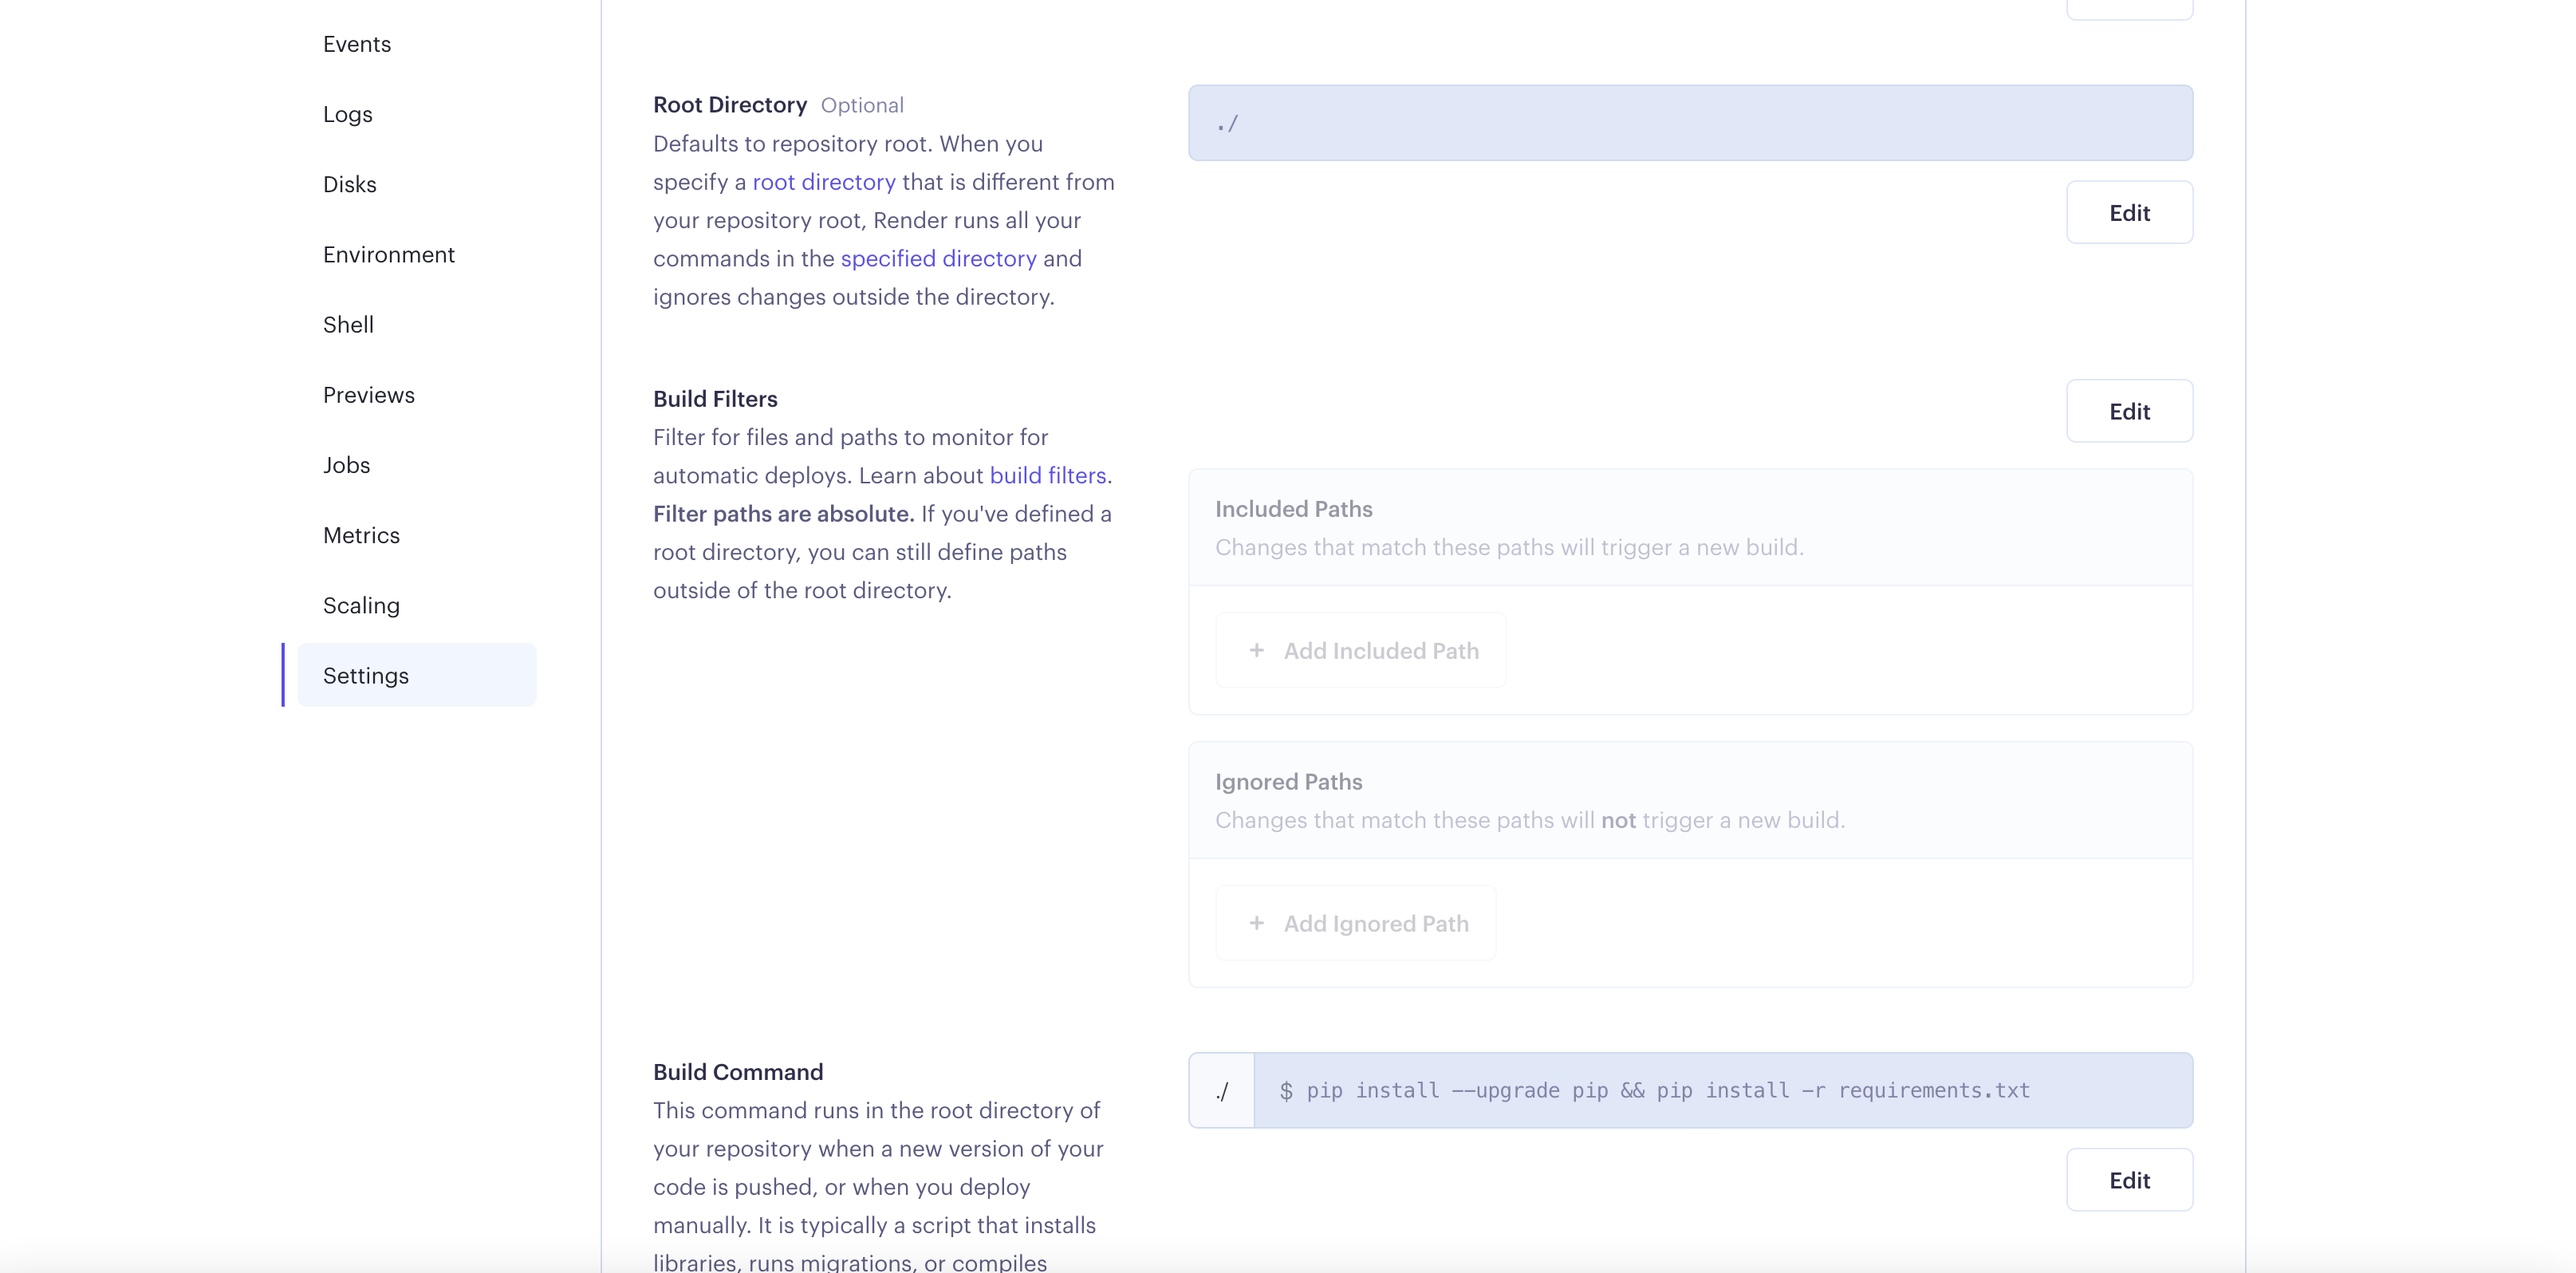 Events
Logs
Disks
Environment
Shell
Previews
Jobs
Metrics
Scaling
Settings
Root Directory Optional
Defaults to repository root. When you
specify a root directory that is different from
your repository root, Render runs all your
commands in the specified directory and
ignores changes outside the directory.
./
Edit
Build Filters
Filter for files and paths to monitor for
automatic deploys. Learn about build filters.
Filter paths are absolute. If you've defined a
root directory, you can still define paths
outside of the root directory.
Edit
Included Paths
Changes that match these paths will trigger a new build.
+ Add Included Path
Ignored Paths
Changes that match these paths will not trigger a new build.
+ Add Ignored Path
Build Command
This command runs in the root directory of
your repository when a new version of your
code is pushed, or when you deploy
manually. It is typically a script that installs
libraries, runs migrations, or compiles
./ $ pip install --upgrade pip && pip install -r requirements.txt
Edit